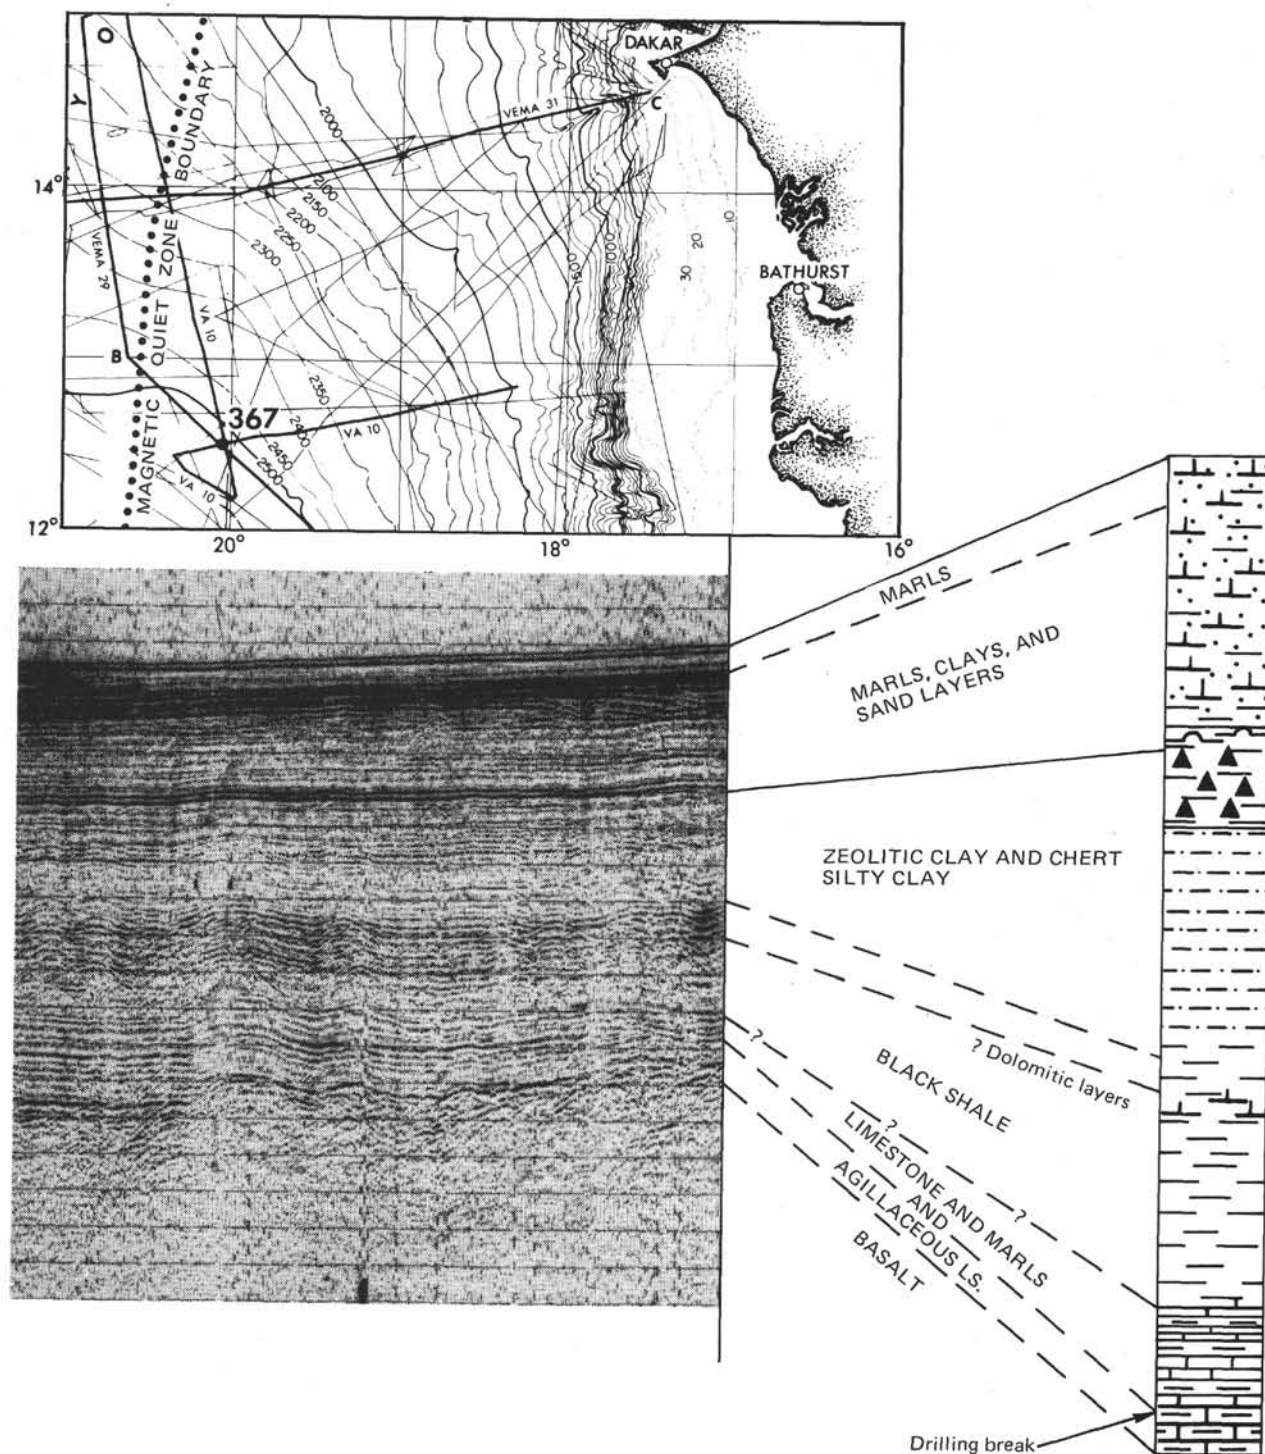 DAKAR
O
Y
C
VEMA 31
MAGNETIC QUIET ZONE BOUNDARY
2000
2100
2150
2200
2250
2300
1500
1000
30
20
10
14°
BATHURST
VEMA 29
VA 10
B
367
2350
2400
2450
2500
VA 10
VA 10
12°
20°
18°
16°
MARLS
MARLS, CLAYS, AND
SAND LAYERS
ZEOLITIC CLAY AND CHERT
SILTY CLAY
? Dolomitic layers
?
BLACK SHALE
?
LIMESTONE AND MARLS
?
AND
AGILLACEOUS LS.
BASALT
Drilling break